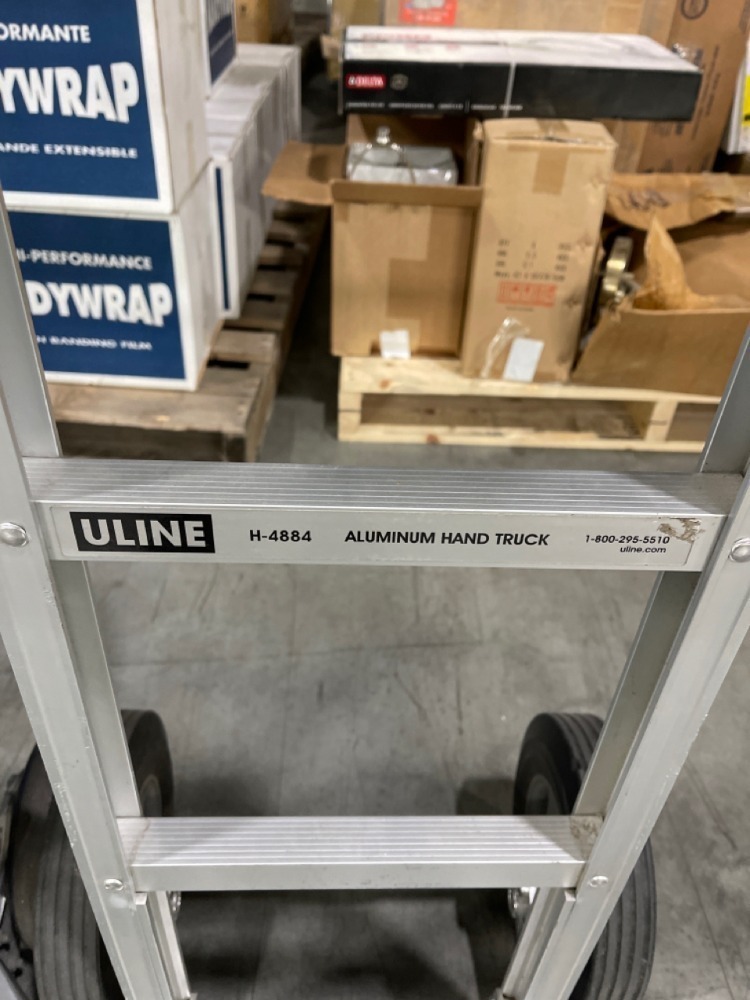 ORMANTE
YWRAP
ANDE EXTENSIBLE
I-PERFORMANCE
DYWRAP
H BANDING FILM
ULINE H-4884 ALUMINUM HAND TRUCK 1-800-295-5510
uline.com